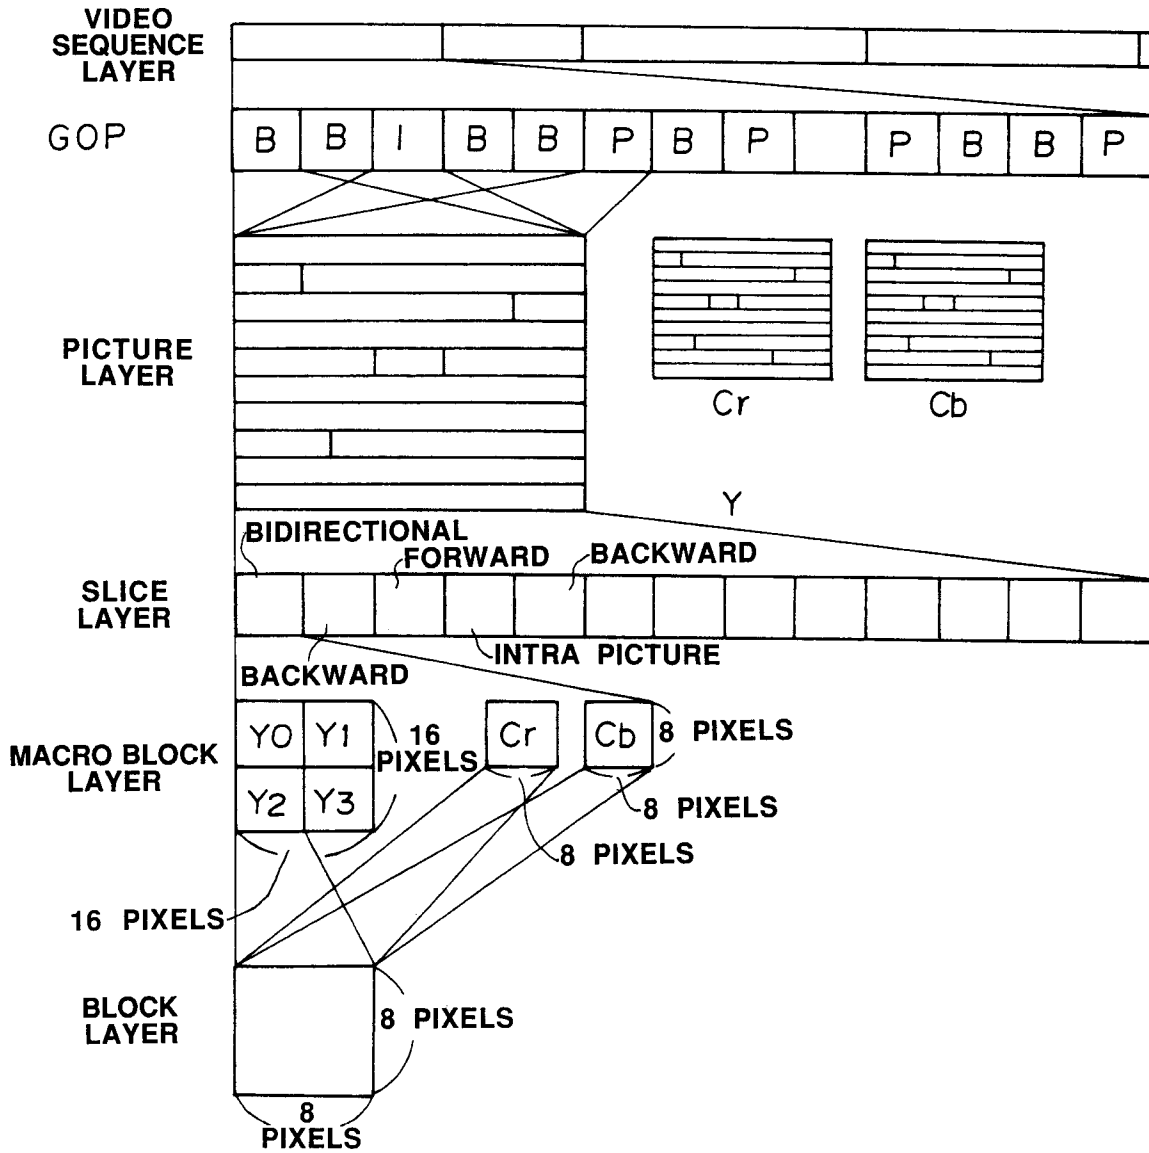 VIDEO
SEQUENCE
LAYER
GOP
B B I B B P B P P B B P
PICTURE
LAYER
Cr
Cb
Y
BIDIRECTIONAL
FORWARD
BACKWARD
SLICE
LAYER
BACKWARD
INTRA PICTURE
MACRO BLOCK
LAYER
Y0 Y1
Y2 Y3
16
PIXELS
Cr
Cb
8 PIXELS
8 PIXELS
8 PIXELS
16 PIXELS
BLOCK
LAYER
8 PIXELS
8
PIXELS